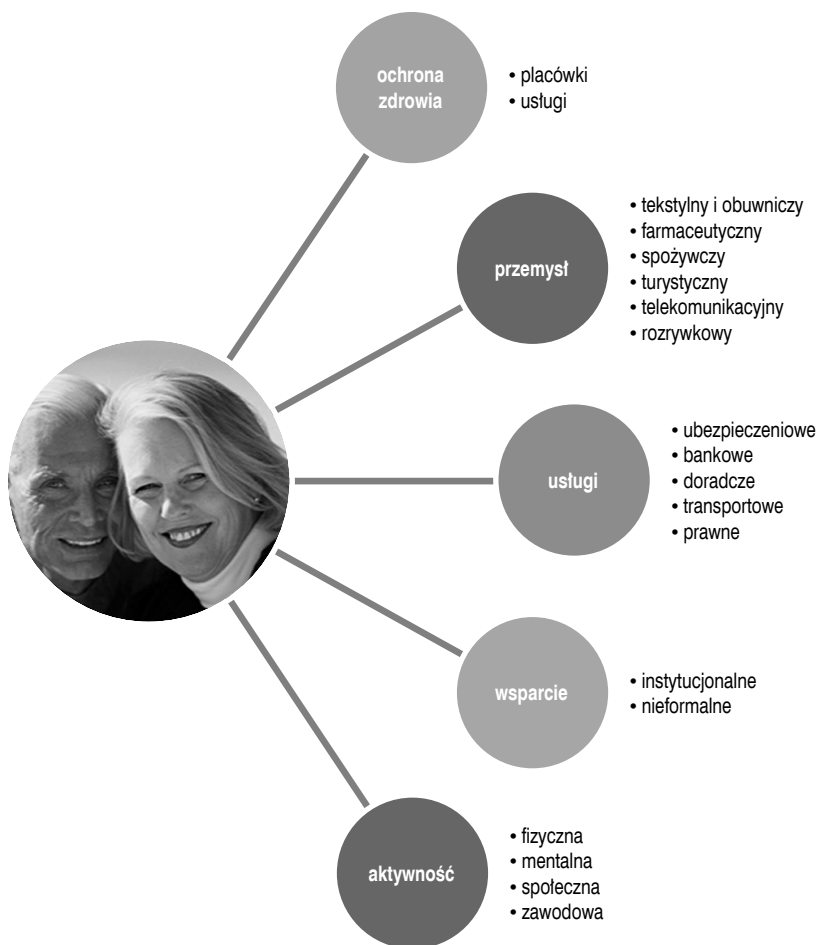 ochrona
zdrowia
• placówki
• usługi
przemysł
• tekstylny i obuwniczy
• farmaceutyczny
• spożywczy
• turystyczny
• telekomunikacyjny
• rozrywkowy
usługi
• ubezpieczeniowe
• bankowe
• doradcze
• transportowe
• prawne
wsparcie
• instytucjonalne
• nieformalne
aktywność
• fizyczna
• mentalna
• społeczna
• zawodowa